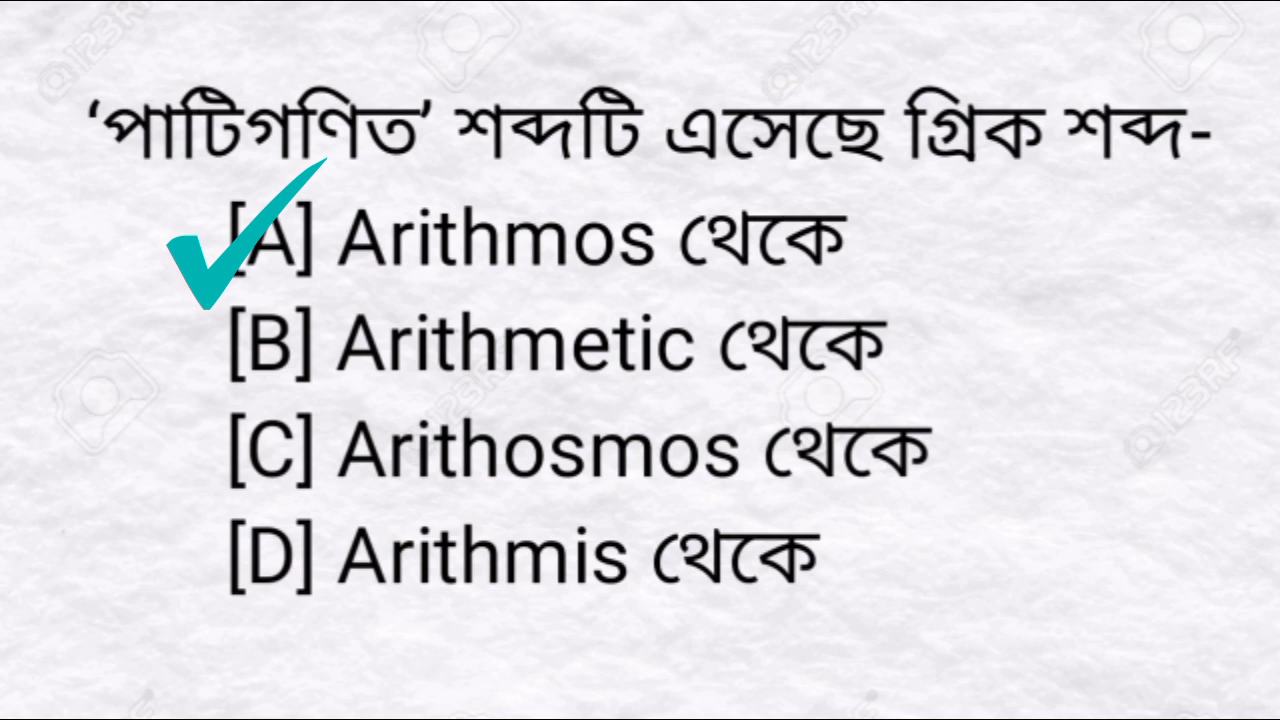 ‘পাটিগণিত’ শব্দটি এসেছে গ্রিক শব্দ-
[A] Arithmos থেকে
[B] Arithmetic থেকে
[C] Arithosmos থেকে
[D] Arithmis থেকে